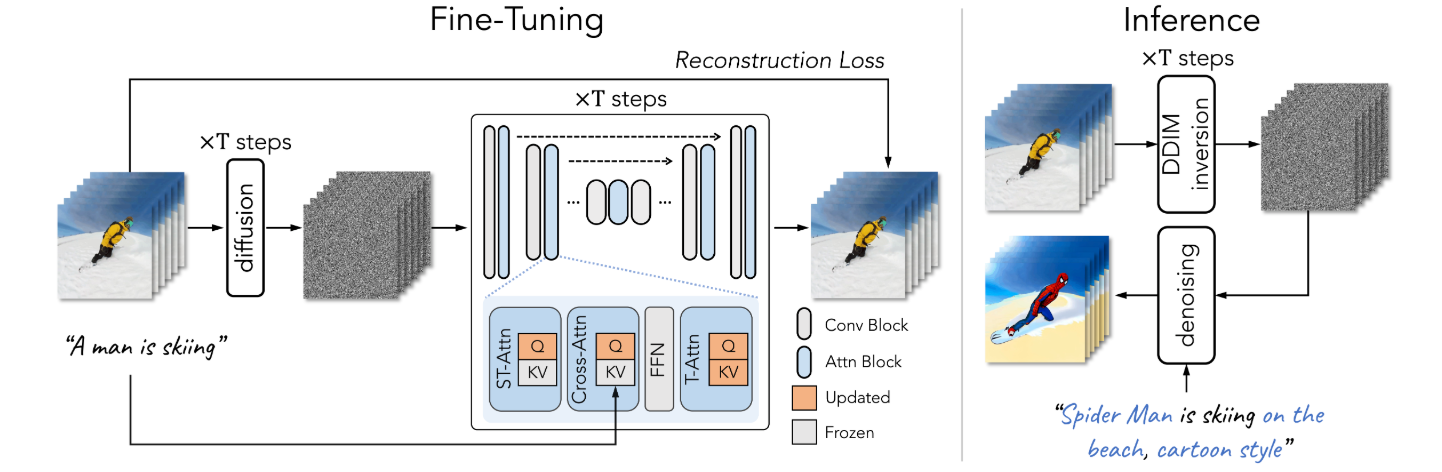 Fine-Tuning
Reconstruction Loss
×T steps
×T steps
diffusion
... ...
ST-Attn
Q
KV
Cross-Attn
Q
KV
FFN
T-Attn
Q
KV
Conv Block
Attn Block
Updated
Frozen
“A man is skiing”
Inference
×T steps
DDIM
inversion
denoising
“Spider Man is skiing on the
beach, cartoon style”